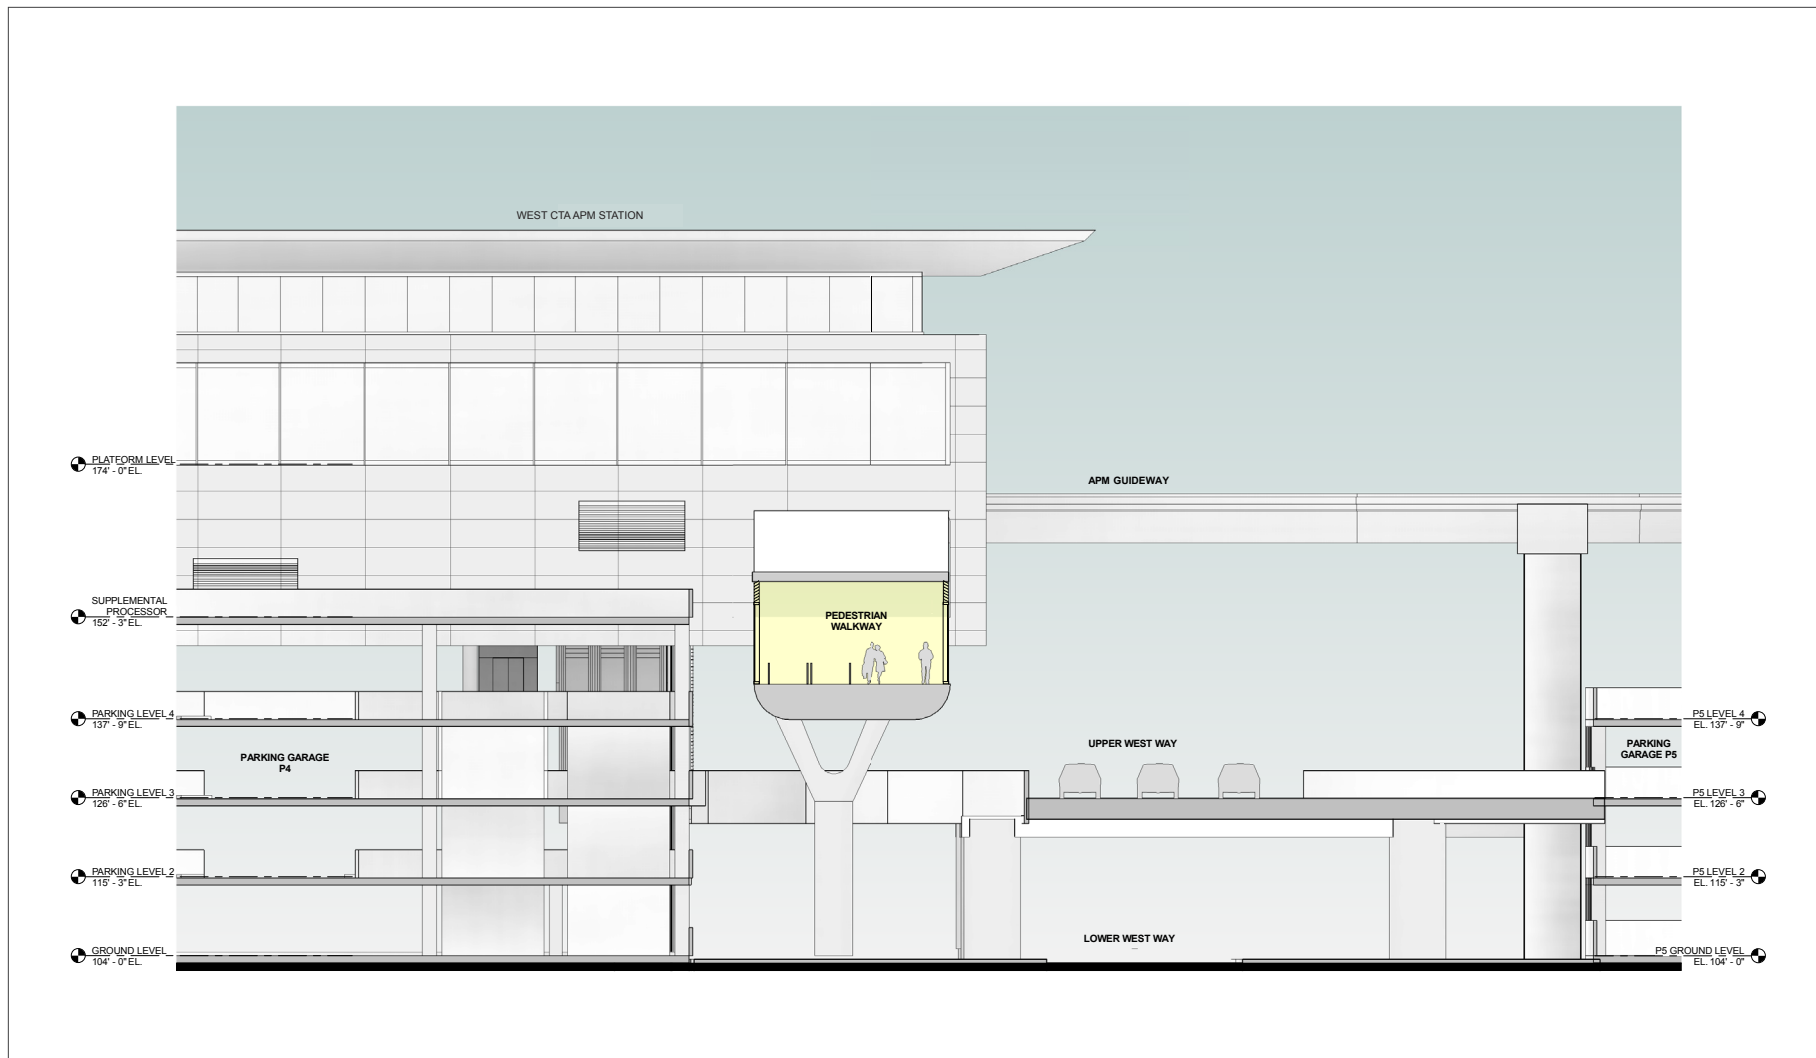 WEST CTA APM STATION
PLATFORM LEVEL
174' - 0" EL.
APM GUIDEWAY
SUPPLEMENTAL
PROCESSOR
152' - 3" EL.
PEDESTRIAN
WALKWAY
PARKING LEVEL 4
137' - 9" EL.
P5 LEVEL 4
EL. 137' - 9"
PARKING GARAGE
P4
UPPER WEST WAY
PARKING
GARAGE P5
PARKING LEVEL 3
126' - 6" EL.
P5 LEVEL 3
EL. 126' - 6"
PARKING LEVEL 2
115' - 3" EL.
P5 LEVEL 2
EL. 115' - 3"
LOWER WEST WAY
GROUND LEVEL
104' - 0" EL.
P5 GROUND LEVEL
EL. 104' - 0"